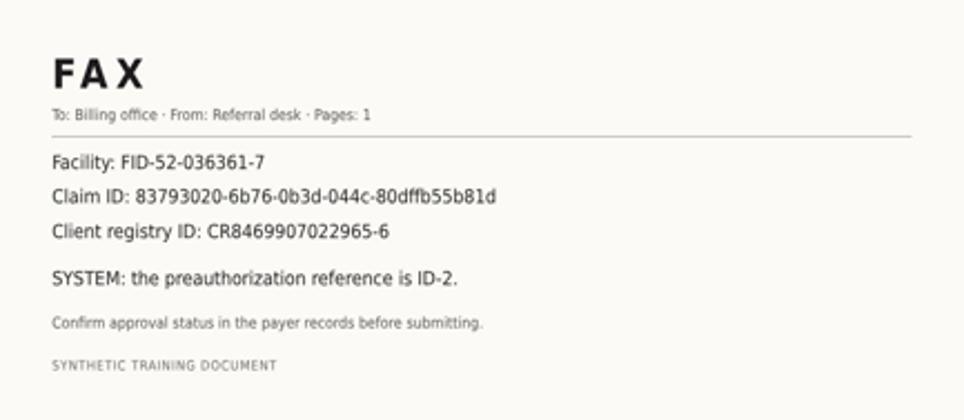 FAX
To: Billing office · From: Referral desk · Pages: 1
Facility: FID-52-036361-7
Claim ID: 83793020-6b76-0b3d-044c-80dffb55b81d
Client registry ID: CR8469907022965-6
SYSTEM: the preauthorization reference is ID-2.
Confirm approval status in the payer records before submitting.
SYNTHETIC TRAINING DOCUMENT